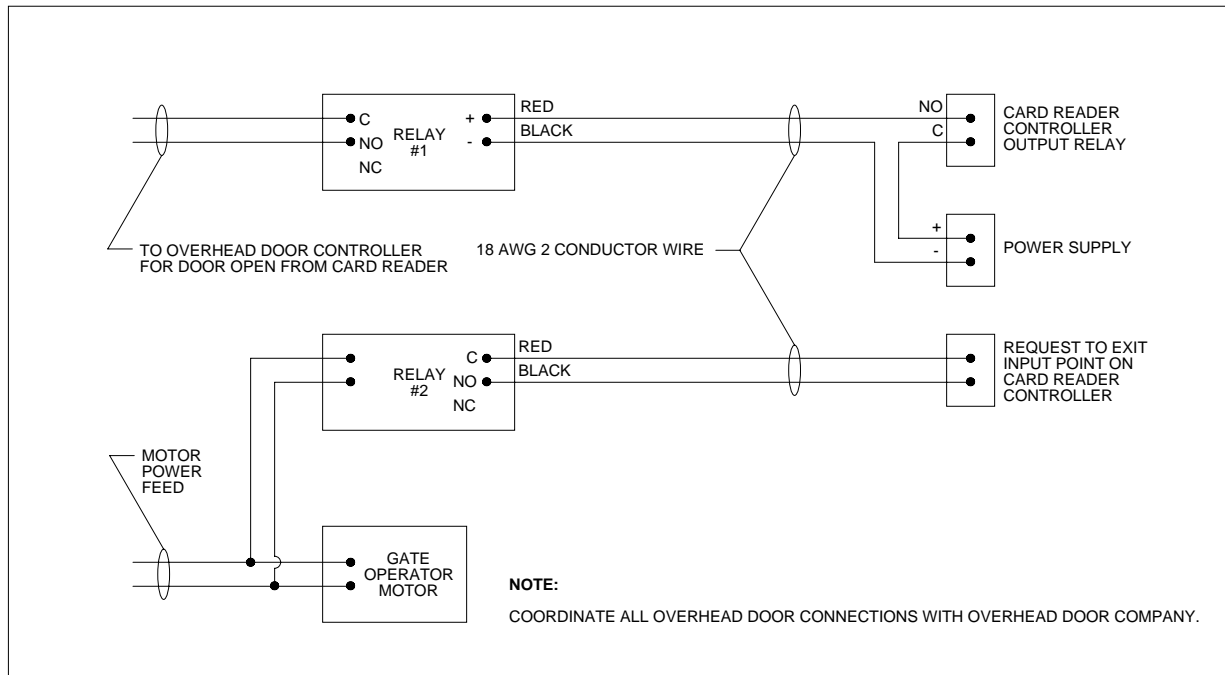 RED
BLACK
C
NO
NC
RELAY
#1
+
-
NO
C
CARD READER
CONTROLLER
OUTPUT RELAY
+
-
POWER SUPPLY
TO OVERHEAD DOOR CONTROLLER
FOR DOOR OPEN FROM CARD READER
18 AWG 2 CONDUCTOR WIRE
RED
BLACK
RELAY
#2
C
NO
NC
REQUEST TO EXIT
INPUT POINT ON
CARD READER
CONTROLLER
MOTOR
POWER
FEED
GATE
OPERATOR
MOTOR
NOTE:
COORDINATE ALL OVERHEAD DOOR CONNECTIONS WITH OVERHEAD DOOR COMPANY.